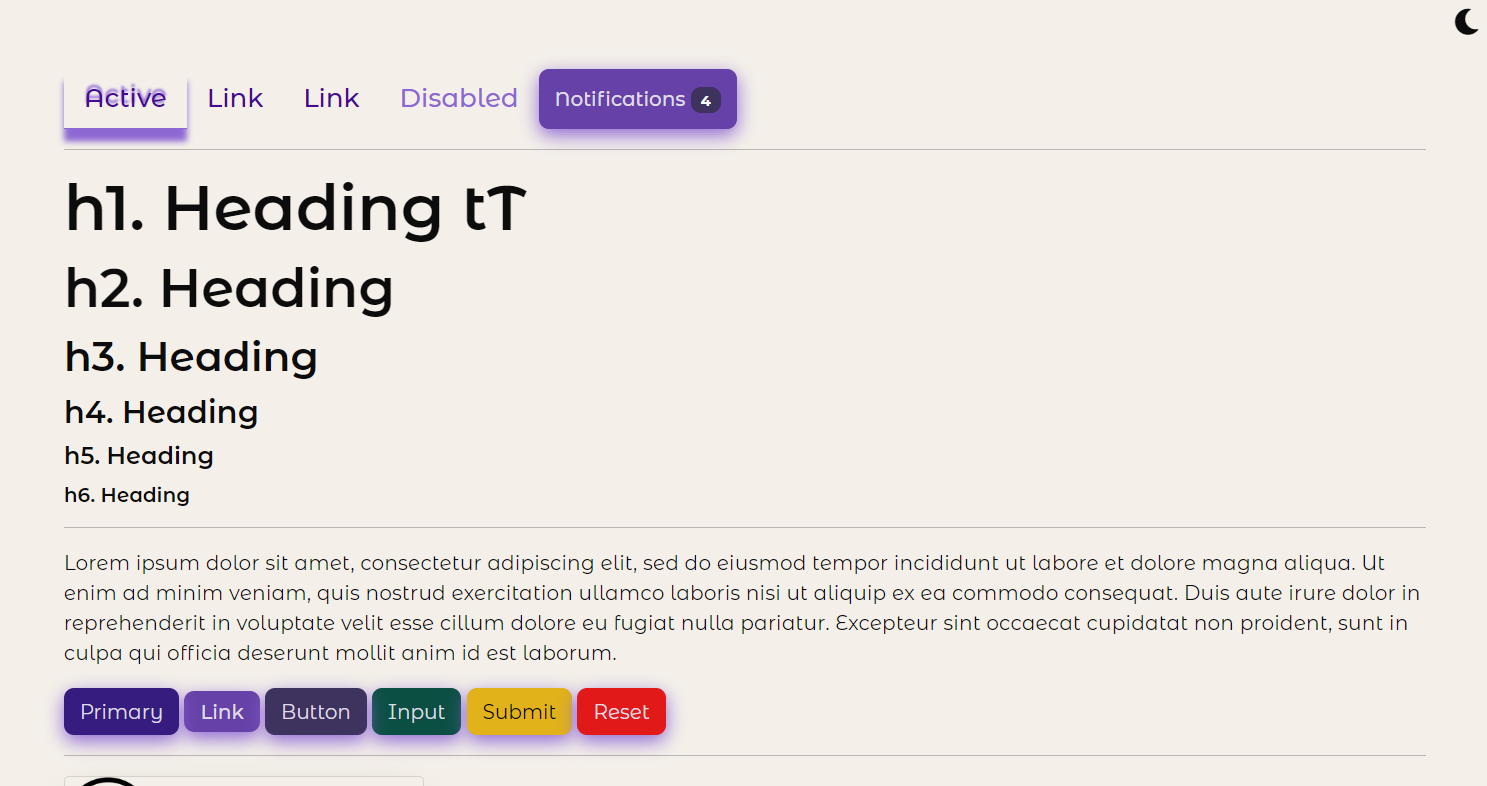 Active Link Link Disabled Notifications 4
h1. Heading tT
h2. Heading
h3. Heading
h4. Heading
h5. Heading
h6. Heading
Lorem ipsum dolor sit amet, consectetur adipiscing elit, sed do eiusmod tempor incididunt ut labore et dolore magna aliqua. Ut
enim ad minim veniam, quis nostrud exercitation ullamco laboris nisi ut aliquip ex ea commodo consequat. Duis aute irure dolor in
reprehenderit in voluptate velit esse cillum dolore eu fugiat nulla pariatur. Excepteur sint occaecat cupidatat non proident, sunt in
culpa qui officia deserunt mollit anim id est laborum.
Primary Link Button Input Submit Reset